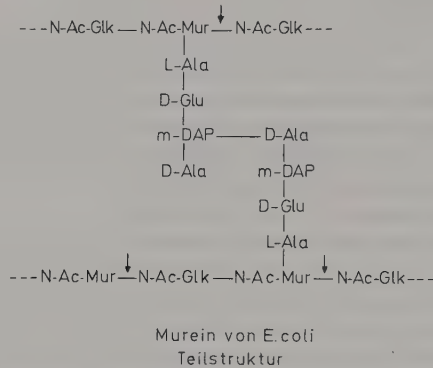 ---N-Ac-Glk—N-Ac-Mur—N-Ac-Glk---
L-Ala
D-Glu
m-DAP—D-Ala
D-Ala m-DAP
D-Glu
L-Ala
---N-Ac-Mur—N-Ac-Glk—N-Ac-Mur—N-Ac-Glk---
Murein von E.coli
Teilstruktur